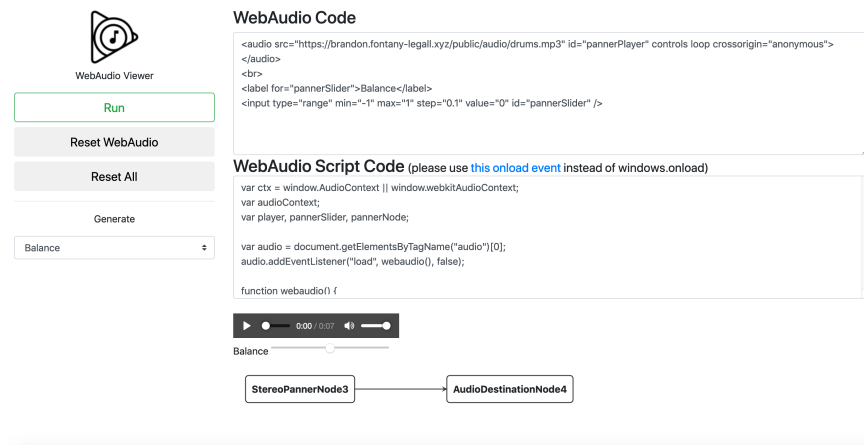 WebAudio Viewer
Run
Reset WebAudio
Reset All
Generate
Balance
WebAudio Code
<audio src="https://brandon.fontany-legall.xyz/public/audio/drums.mp3" id="pannerPlayer" controls loop crossorigin="anonymous">
</audio>
<br>
<label for="pannerSlider">Balance</label>
<input type="range" min="-1" max="1" step="0.1" value="0" id="pannerSlider" />
WebAudio Script Code (please use this onload event instead of windows.onload)
var ctx = window.AudioContext || window.webkitAudioContext;
var audioContext;
var player, pannerSlider, pannerNode;
var audio = document.getElementsByTagName("audio")[0];
audio.addEventListener("load", webaudio(), false);
function webaudio() {
0:00 / 0:07
Balance
StereoPannerNode3
AudioDestinationNode4